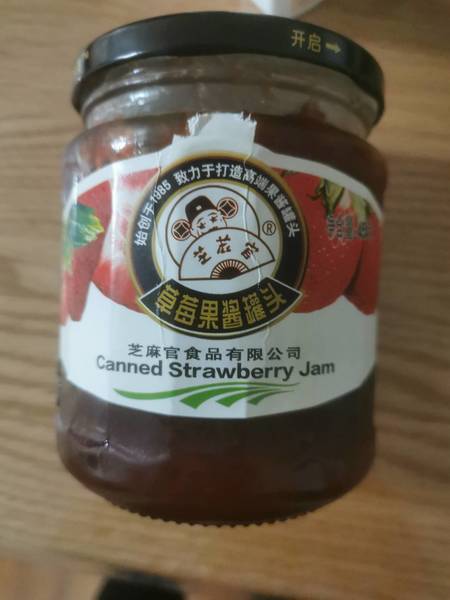 开启→
始创于1985 致力于打造高端果酱罐头
芝麻官®
草莓果酱罐头
芝麻官食品有限公司
Canned Strawberry Jam